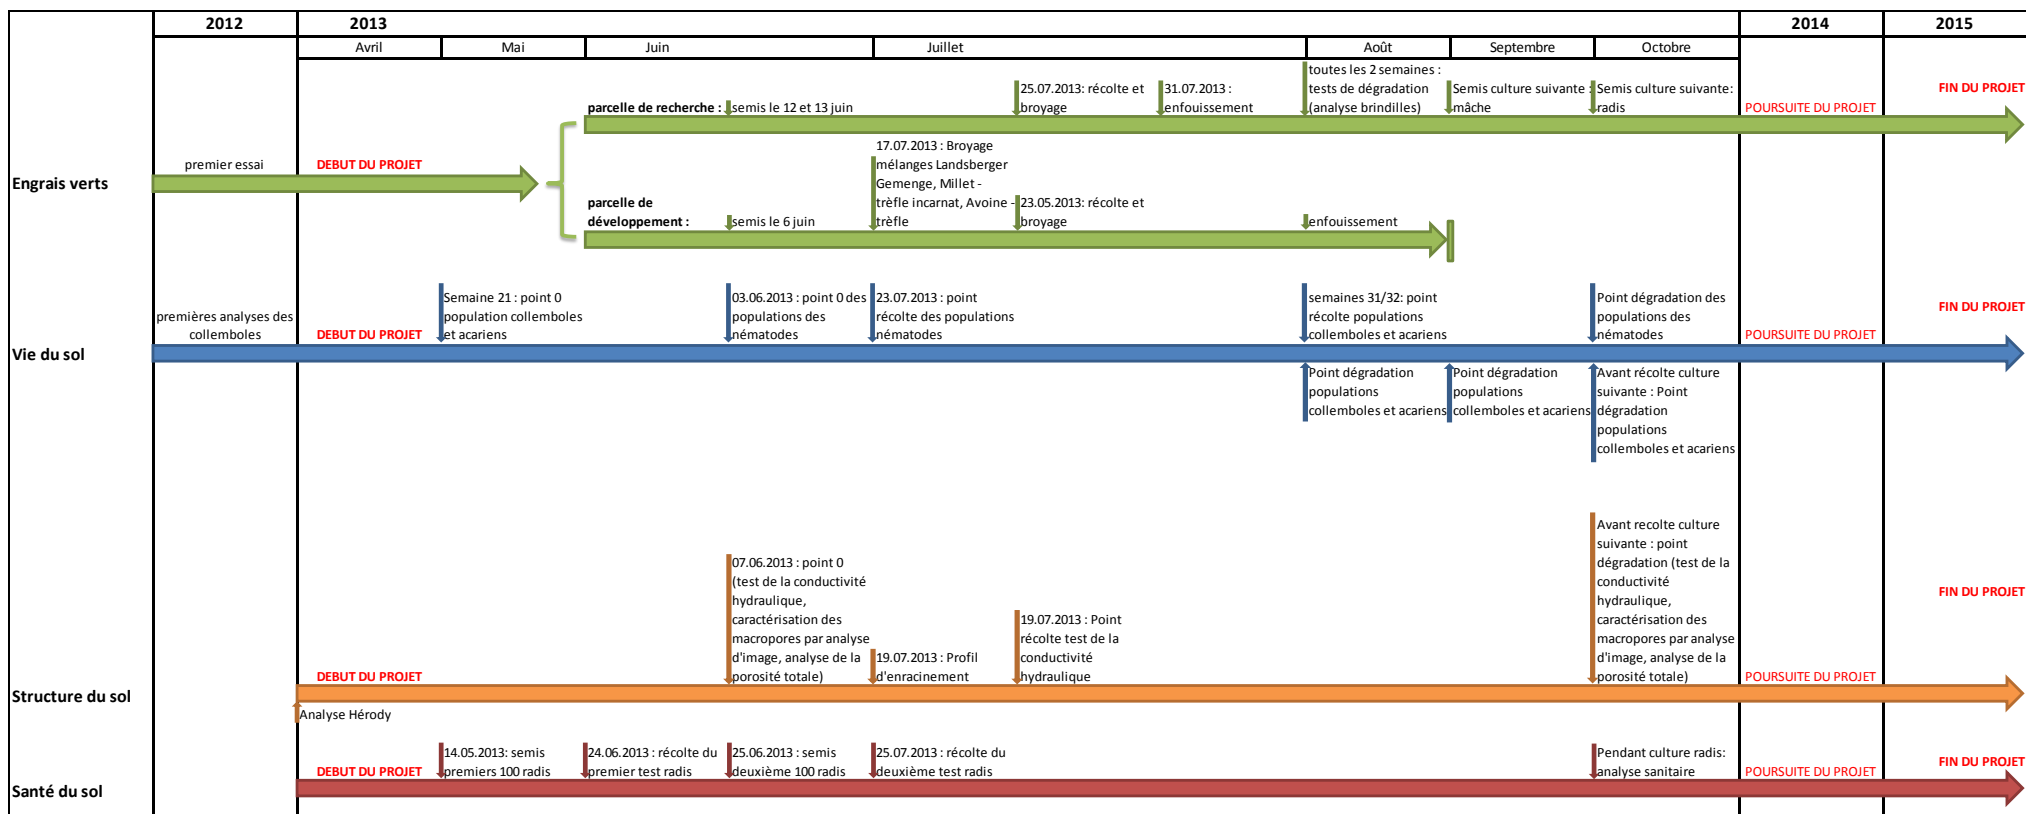 2012
2013
2014
2015
Avril
Mai
Juin
Juillet
Août
Septembre
Octobre
Engrais verts
premier essai
DEBUT DU PROJET
parcelle de recherche :
semis le 12 et 13 juin
25.07.2013: récolte et
broyage
31.07.2013 :
enfouissement
toutes les 2 semaines :
tests de dégradation
(analyse brindilles)
Semis culture suivante :
mâche
Semis culture suivante:
radis
POURSUITE DU PROJET
FIN DU PROJET
parcelle de
développement :
semis le 6 juin
17.07.2013 : Broyage
mélanges Landsberger
Gemenge, Millet -
trèfle incarnat, Avoine -
trèfle
23.05.2013: récolte et
broyage
enfouissement
Vie du sol
premières analyses des
collemboles
DEBUT DU PROJET
Semaine 21 : point 0
population collemboles
et acariens
03.06.2013 : point 0 des
populations des
nématodes
23.07.2013 : point
récolte des populations
nématodes
semaines 31/32: point
récolte populations
collemboles et acariens
Point dégradation des
populations des
nématodes
POURSUITE DU PROJET
FIN DU PROJET
Point dégradation
populations
collemboles et acariens
Point dégradation
populations
collemboles et acariens
Avant récolte culture
suivante : Point
dégradation
populations
collemboles et acariens
Structure du sol
DEBUT DU PROJET
Analyse Hérody
07.06.2013 : point 0
(test de la conductivité
hydraulique,
caractérisation des
macropores par analyse
d'image, analyse de la
porosité totale)
19.07.2013 : Profil
d'enracinement
19.07.2013 : Point
récolte test de la
conductivité
hydraulique
Avant recolte culture
suivante : point
dégradation (test de la
conductivité
hydraulique,
caractérisation des
macropores par analyse
d'image, analyse de la
porosité totale)
POURSUITE DU PROJET
FIN DU PROJET
Santé du sol
DEBUT DU PROJET
14.05.2013: semis
premiers 100 radis
24.06.2013 : récolte du
premier test radis
25.06.2013 : semis
deuxième 100 radis
25.07.2013 : récolte du
deuxième test radis
Pendant culture radis:
analyse sanitaire
POURSUITE DU PROJET
FIN DU PROJET